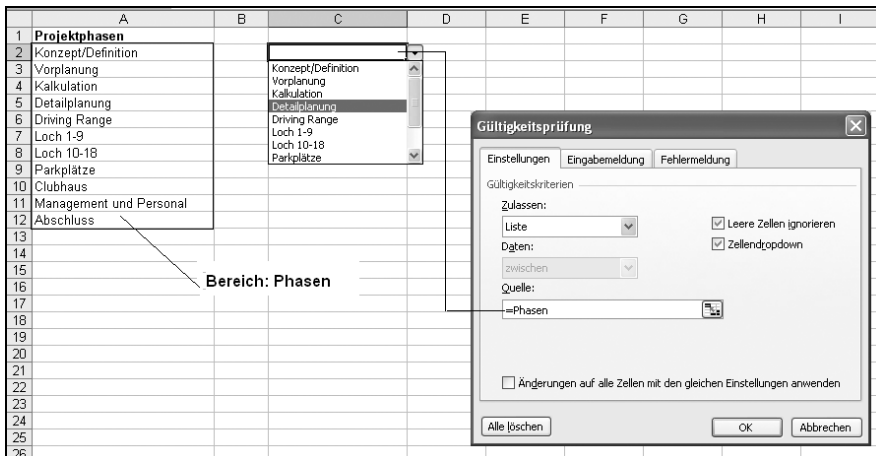 A B C D E F G H I
1 Projektphasen
2 Konzept/Definition
3 Vorplanung
4 Kalkulation
5 Detailplanung
6 Driving Range
7 Loch 1-9
8 Loch 10-18
9 Parkplätze
10 Clubhaus
11 Management und Personal
12 Abschluss
13
14
15
16
17
18
19
20
21
22
23
24
25
26
Konzept/Definition
Vorplanung
Kalkulation
Detailplanung
Driving Range
Loch 1-9
Loch 10-18
Parkplätze
Bereich: Phasen
Gültigkeitsprüfung
Einstellungen Eingabemeldung Fehlermeldung
Gültigkeitskriterien
Zulassen:
Liste
Leere Zellen ignorieren
Daten:
Zellendropdown
zwischen
Quelle:
=Phasen
Änderungen auf alle Zellen mit den gleichen Einstellungen anwenden
Alle löschen OK Abbrechen